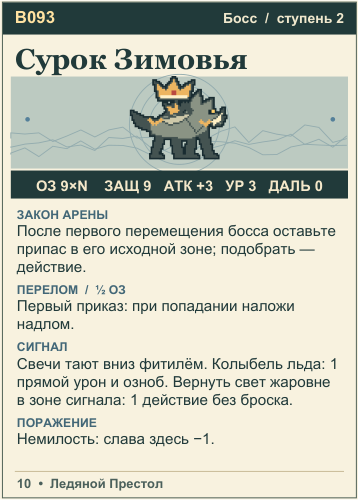 B093
Босс / ступень 2
Сурок Зимовья
ОЗ 9×N ЗАЩ 9 АТК +3 УР 3 ДАЛЬ 0
ЗАКОН АРЕНЫ
После первого перемещения босса оставьте
припас в его исходной зоне; подобрать —
действие.
ПЕРЕЛОМ / ½ ОЗ
Первый приказ: при попадании наложи
надлом.
СИГНАЛ
Свечи тают вниз фитилём. Колыбель льда: 1
прямой урон и озноб. Вернуть свет жаровне
в зоне сигнала: 1 действие без броска.
ПОРАЖЕНИЕ
Немилость: слава здесь −1.
10 • Ледяной Престол